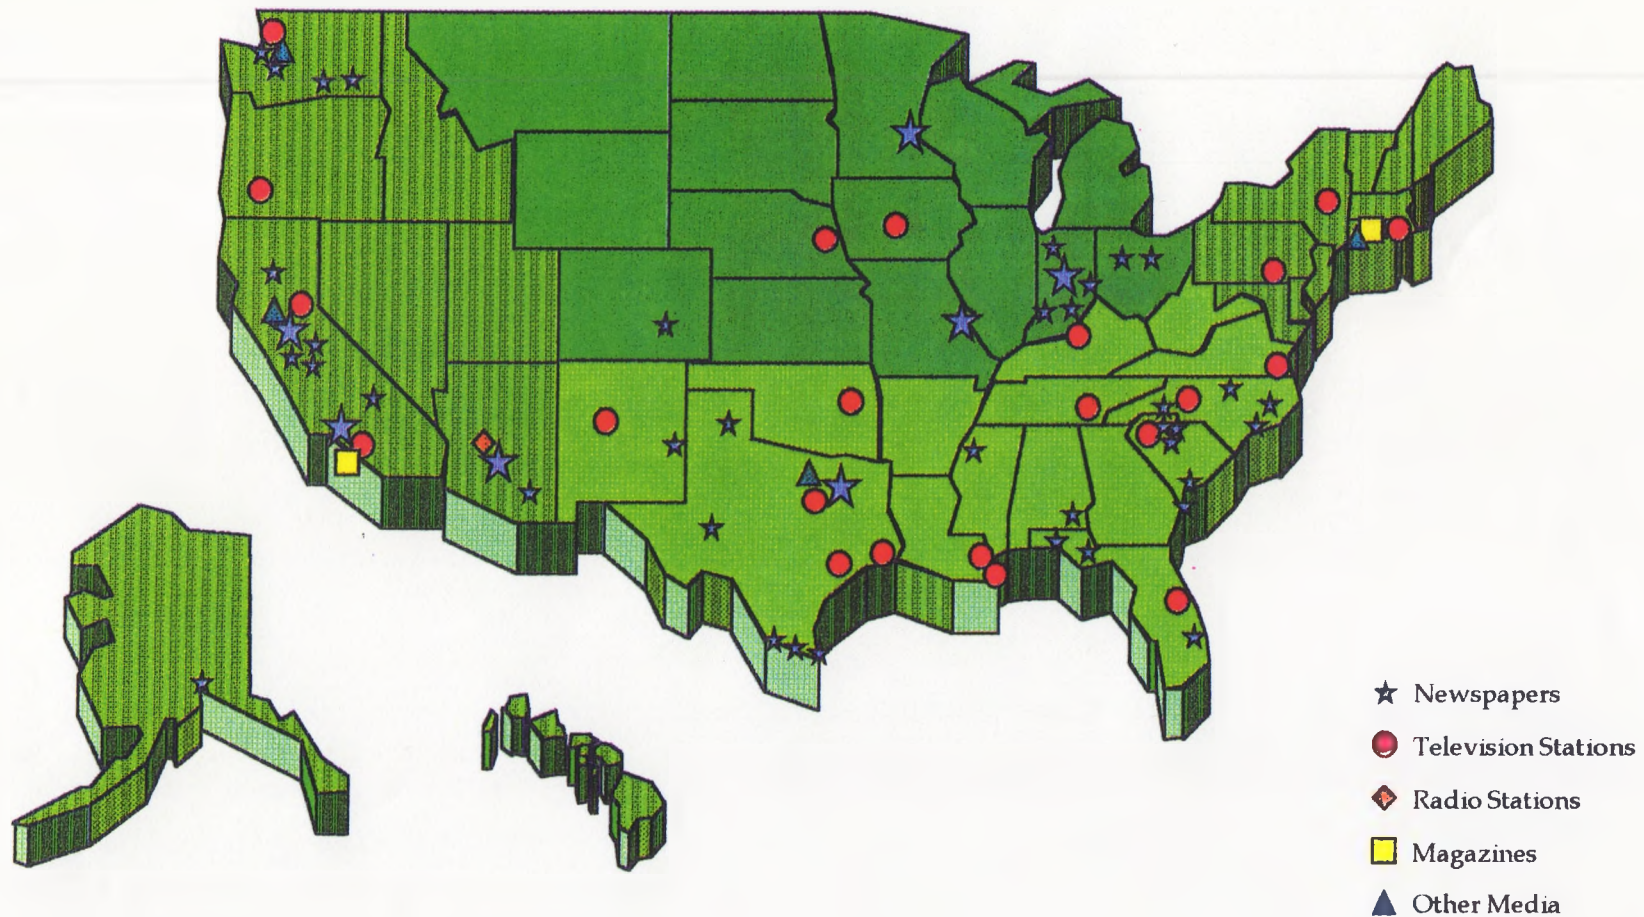 Newspapers
Television Stations
Radio Stations
Magazines
Other Media